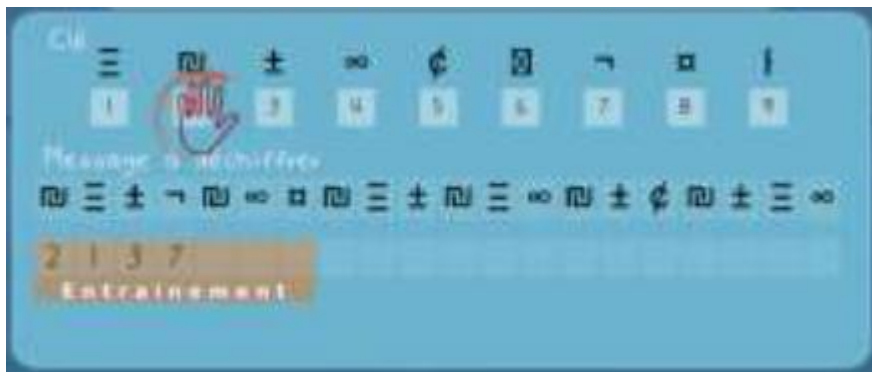 Clé
Ξ ₪ ± ∞ ¢ ⌻ ¬ ¤ ɫ
1 3 4 5 6 7 8 9
Message à déchiffrer
₪ Ξ ± ¬ ₪ ∞ ¤ ₪ Ξ ± ₪ Ξ ∞ ₪ ± ¢ ₪ ± Ξ ∞
2 1 3 7
Entrainement